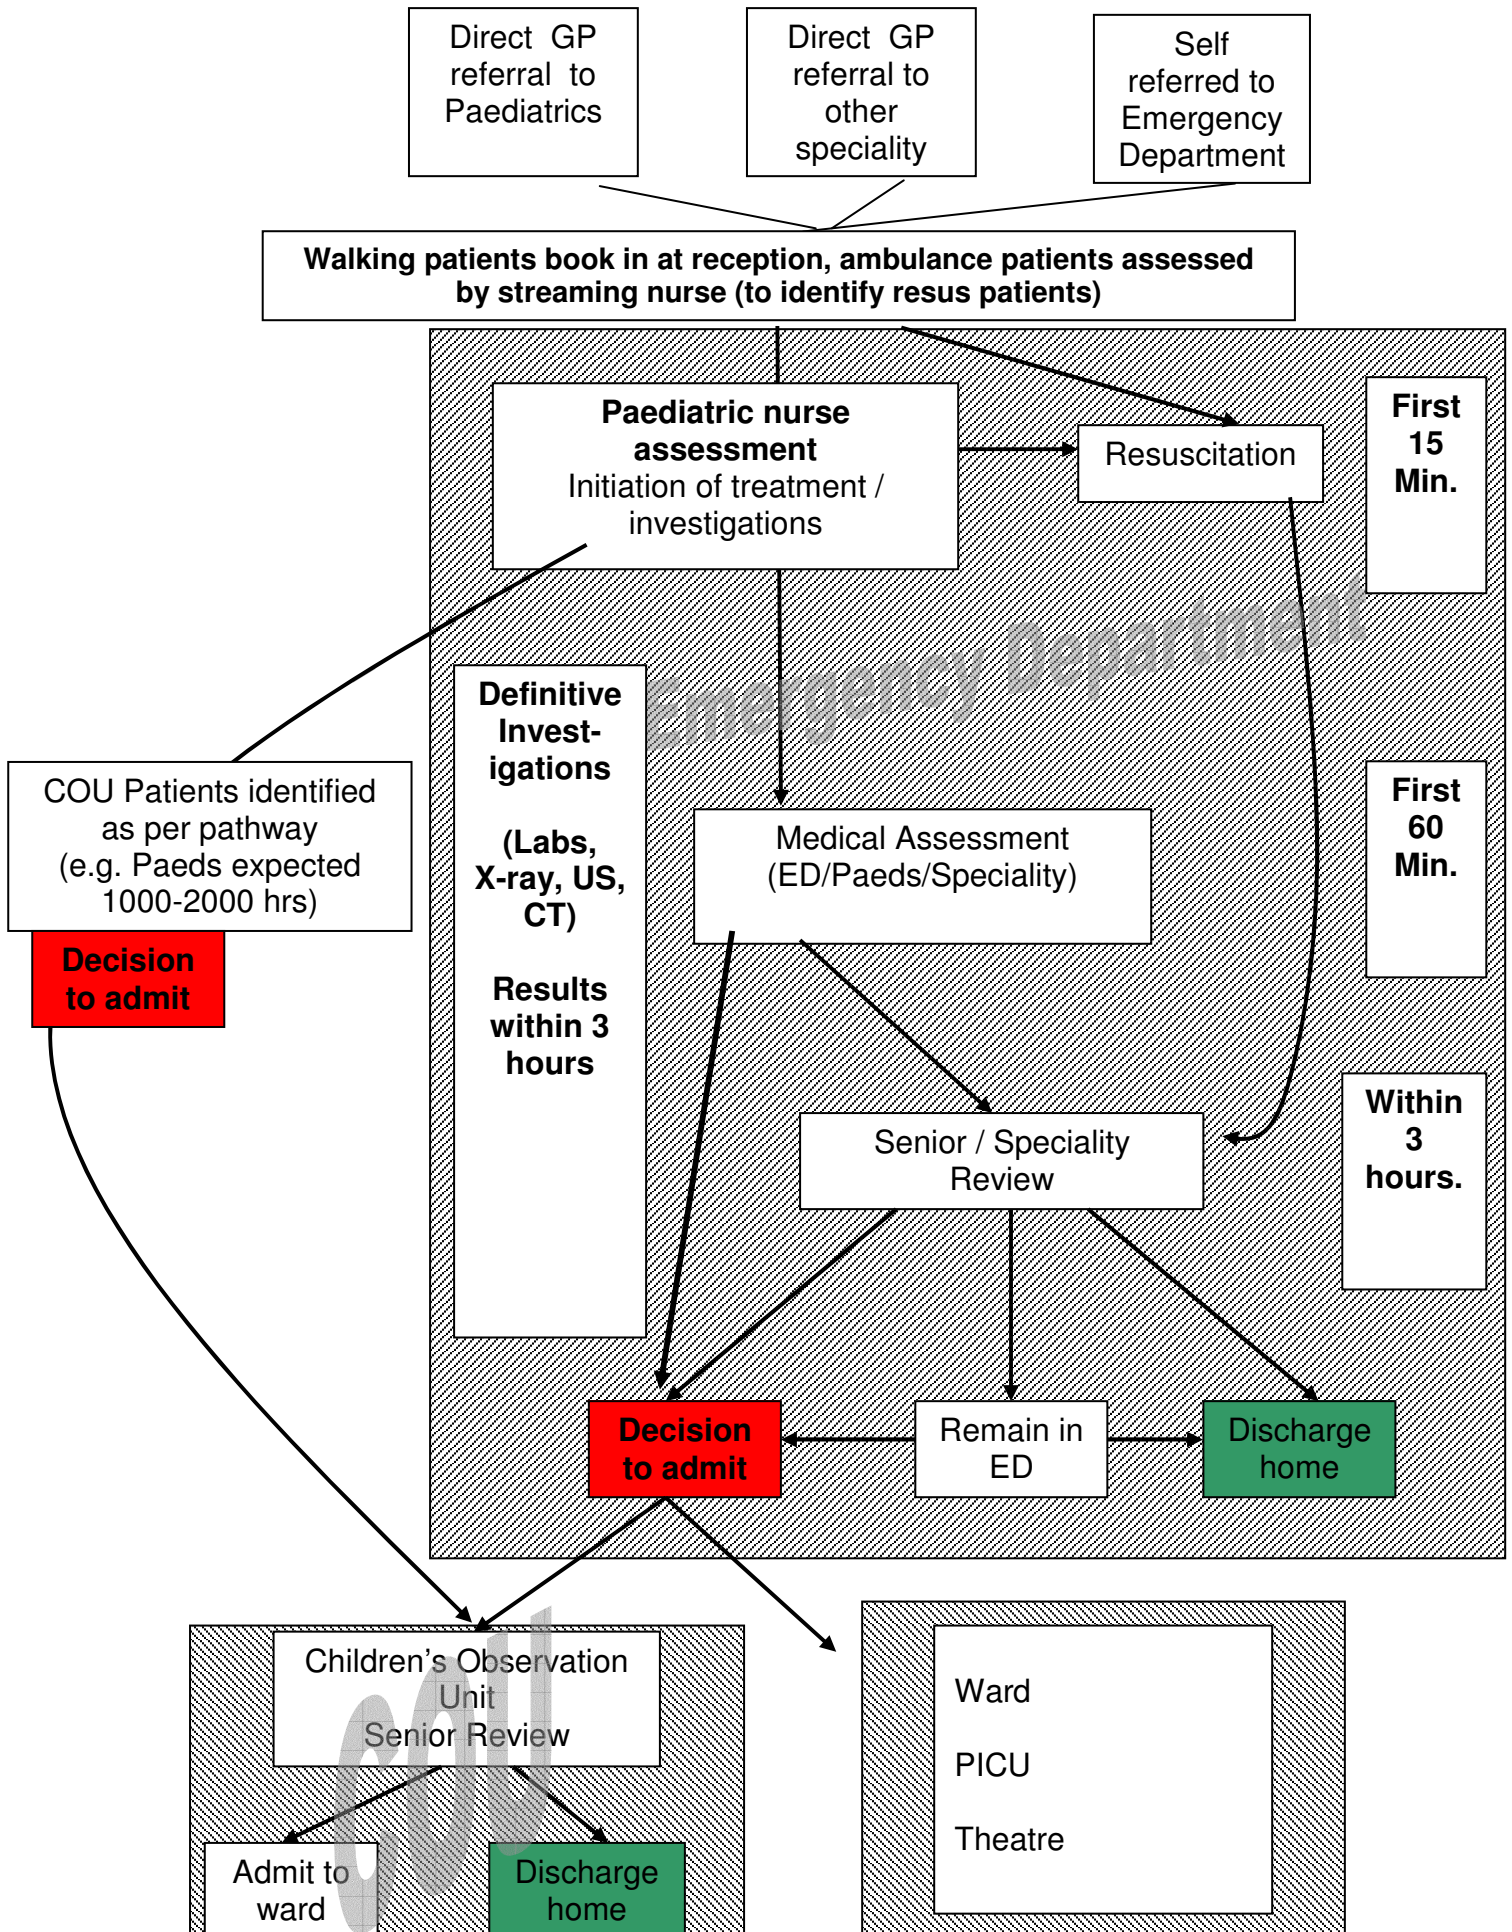 Direct GP
referral to
Paediatrics
Direct GP
referral to
other
speciality
Self
referred to
Emergency
Department
Walking patients book in at reception, ambulance patients assessed
by streaming nurse (to identify resus patients)
Paediatric nurse
assessment
Initiation of treatment /
investigations
Resuscitation
First
15
Min.
Emergency Department
Definitive
Invest-
igations
(Labs,
X-ray, US,
CT)
Results
within 3
hours
COU Patients identified
as per pathway
(e.g. Paeds expected
1000-2000 hrs)
Decision
to admit
Medical Assessment
(ED/Paeds/Speciality)
First
60
Min.
Senior / Speciality
Review
Within
3
hours.
Decision
to admit
Remain in
ED
Discharge
home
Children's Observation
Unit
Senior Review
COU
Admit to
ward
Discharge
home
Ward
PICU
Theatre